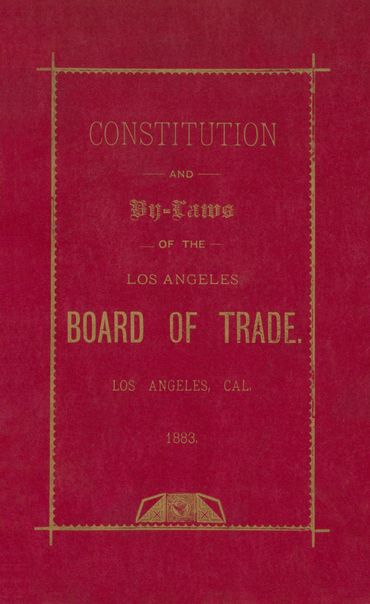 CONSTITUTION
AND
By-Laws
OF THE
LOS ANGELES
BOARD OF TRADE.
LOS ANGELES, CAL.
1883.